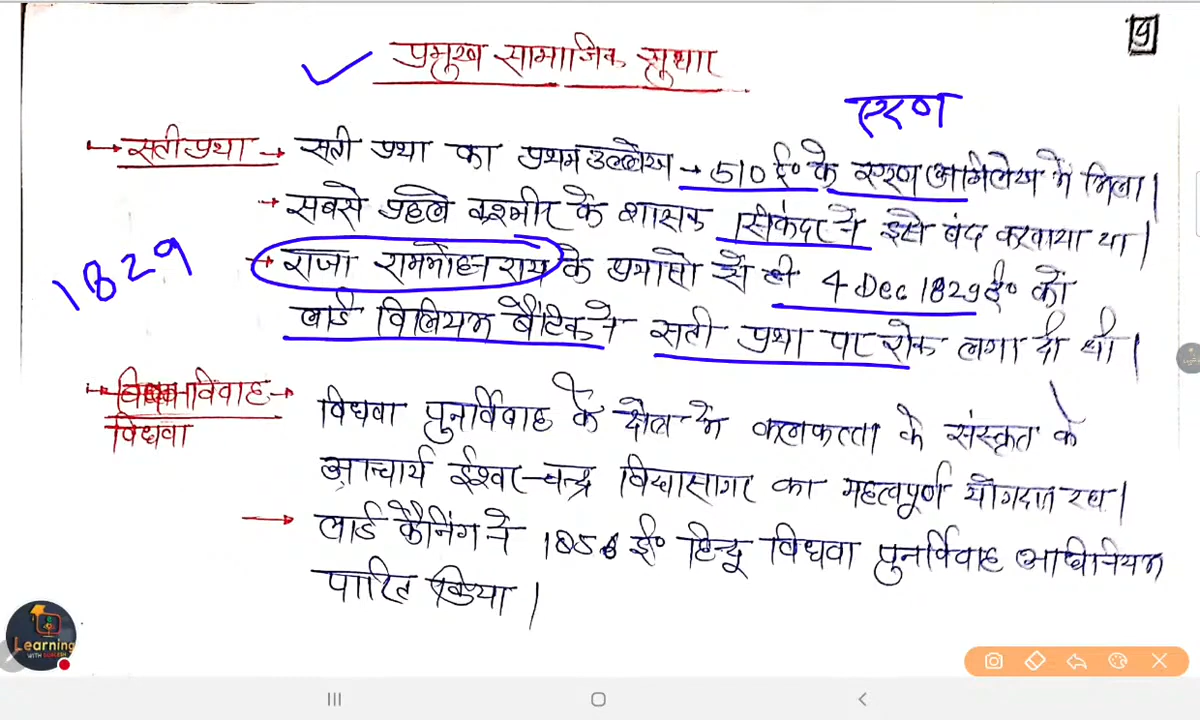 9
प्रमुख सामाजिक सुधार
एरण
सती प्रथा → सती प्रथा का प्रथम उल्लेख → 510 ई० के एरण अभिलेख में मिला।
→ सबसे पहले कश्मीर के शासक सिकंदर ने इसे बंद करवाया था।
1829
→ राजा राममोहन राय के प्रयासो से ही 4 Dec 1829 ई० को
लार्ड विलियम बैंटिक ने सती प्रथा पर रोक लगा दी थी।
विवाह →
विधवा
विधवा पुनर्विवाह के क्षेत्र में कलकत्ता के संस्कृत के
आचार्य ईश्वर-चन्द्र विद्यासागर का महत्वपूर्ण योगदान रहा।
→ लार्ड कैनिंग ने 1856 ई० हिन्दू विधवा पुनर्विवाह अधिनियम
पारित किया।
Learning